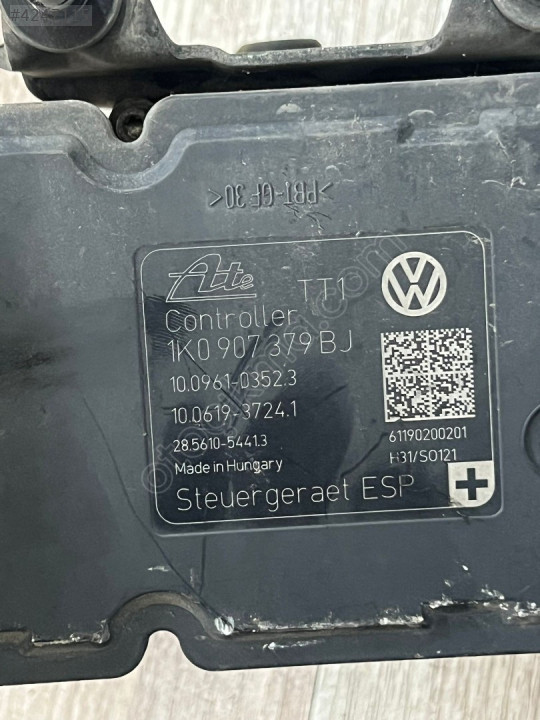 >PBT-GF 30<
Ate TT1
Controller
1K0 907 379 BJ
10.0961-0352.3
10.0619-3724.1
28.5610-5441.3
61190200201
Made in Hungary
H31/SO121
Steuergeraet ESP